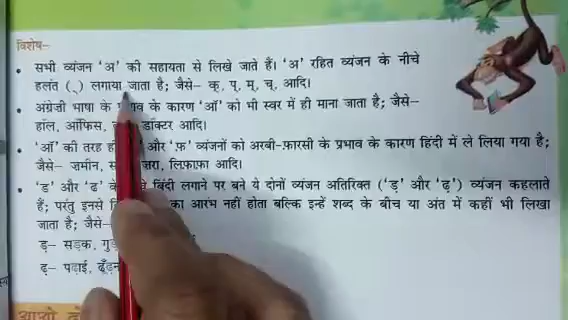 विशेष–
सभी व्यंजन 'अ' की सहायता से लिखे जाते हैं। 'अ' रहित व्यंजन के नीचे
हलंत (्) लगाया जाता है; जैसे– क्, प्, म्, च्, आदि।
अंग्रेज़ी भाषा के के कारण 'ऑ' को भी स्वर में ही माना जाता है; जैसे–
हॉल, ऑफिस, डॉक्टर आदि।
'ऑ' की तरह और 'फ़' व्यंजनों को अरबी-फ़ारसी के प्रभाव के कारण हिंदी में ले लिया गया है;
जैसे– ज़मीन, ज़रा, लिफ़ाफ़ा आदि।
'ड' और 'ढ' बिंदी लगाने पर बने ये दोनों व्यंजन अतिरिक्त ('ड़' और 'ढ़') व्यंजन कहलाते
हैं; परंतु इनसे का आरंभ नहीं होता बल्कि इन्हें शब्द के बीच या अंत में कहीं भी लिखा
जाता है; जैसे–
ड़– सड़क,
ढ़– पढ़ाई,